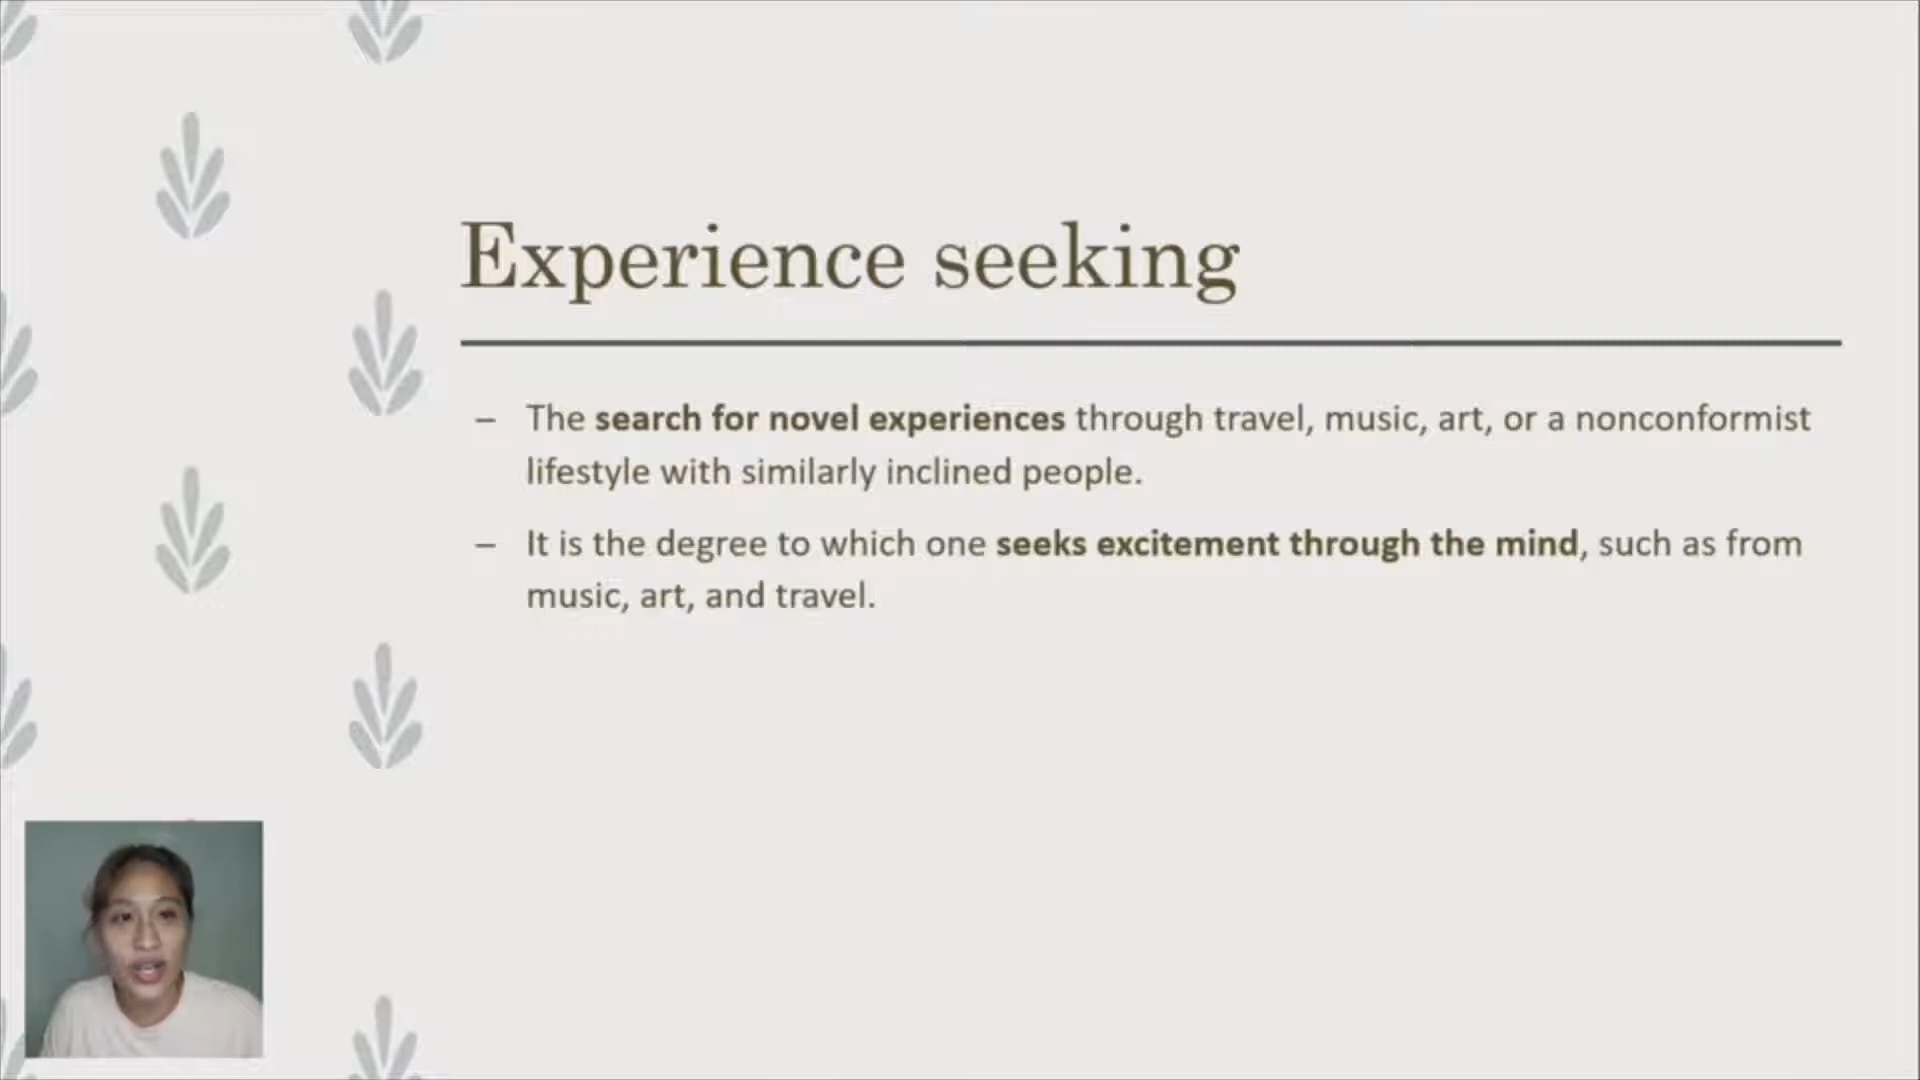 Experience seeking
– The search for novel experiences through travel, music, art, or a nonconformist
lifestyle with similarly inclined people.
– It is the degree to which one seeks excitement through the mind, such as from
music, art, and travel.